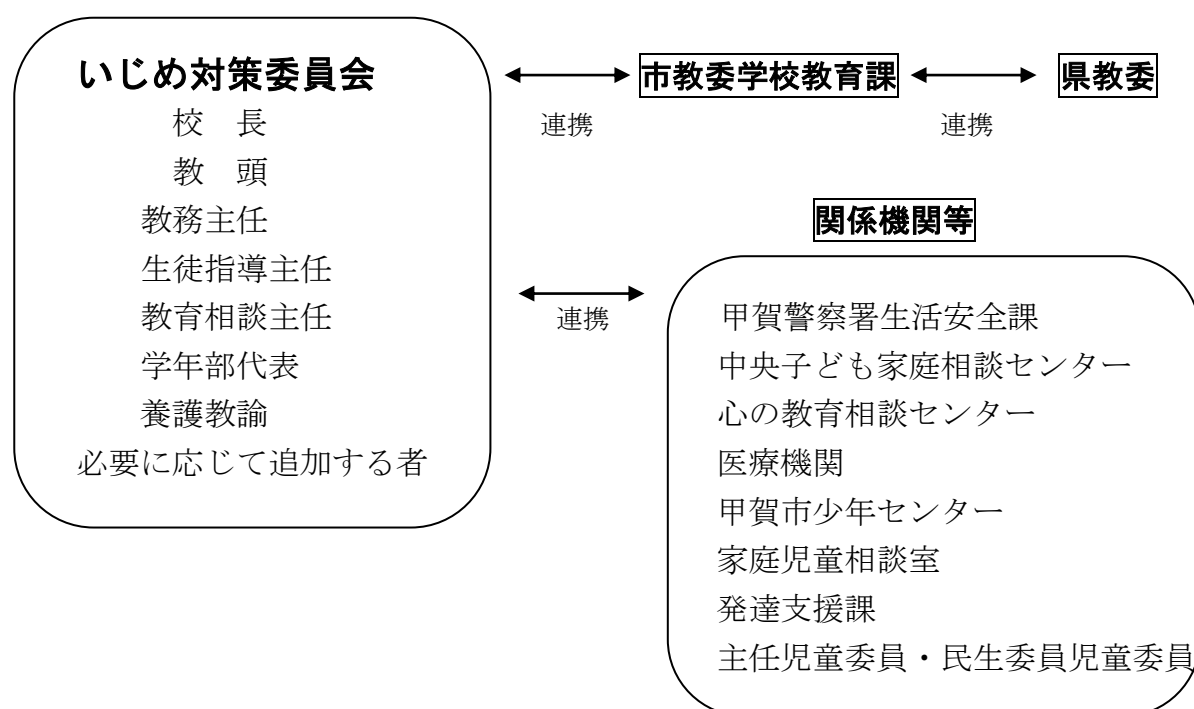 いじめ対策委員会
校　長
教　頭
教務主任
生徒指導主任
教育相談主任
学年部代表
養護教諭
必要に応じて追加する者
連携
市教委学校教育課
連携
県教委
連携
関係機関等
甲賀警察署生活安全課
中央子ども家庭相談センター
心の教育相談センター
医療機関
甲賀市少年センター
家庭児童相談室
発達支援課
主任児童委員・民生委員児童委員